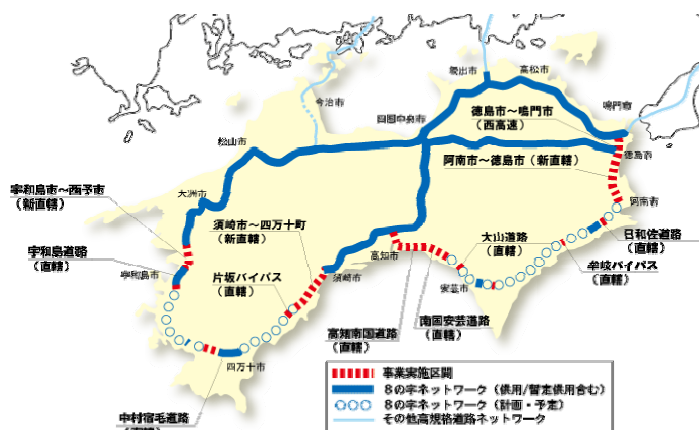 坂出市
高松市
鳴門市
今治市
四国中央市
徳島市～鳴門市
（西高速）
松山市
徳島市
阿南市～徳島市（新直轄）
大洲市
宇和島市～西予市
（新直轄）
須崎市～四万十町
（新直轄）
阿南市
日和佐道路
（直轄）
大山道路
（直轄）
宇和島道路
（直轄）
高知市
牟岐バイパス
（直轄）
宇和島市
片坂バイパス
（直轄）
須崎市
安芸市
高知南国道路
（直轄）
南国安芸道路
（直轄）
四万十市
中村宿毛道路
（直轄）
事業実施区間
８の字ネットワーク（供用/暫定供用含む）
８の字ネットワーク（計画・予定）
その他高規格道路ネットワーク